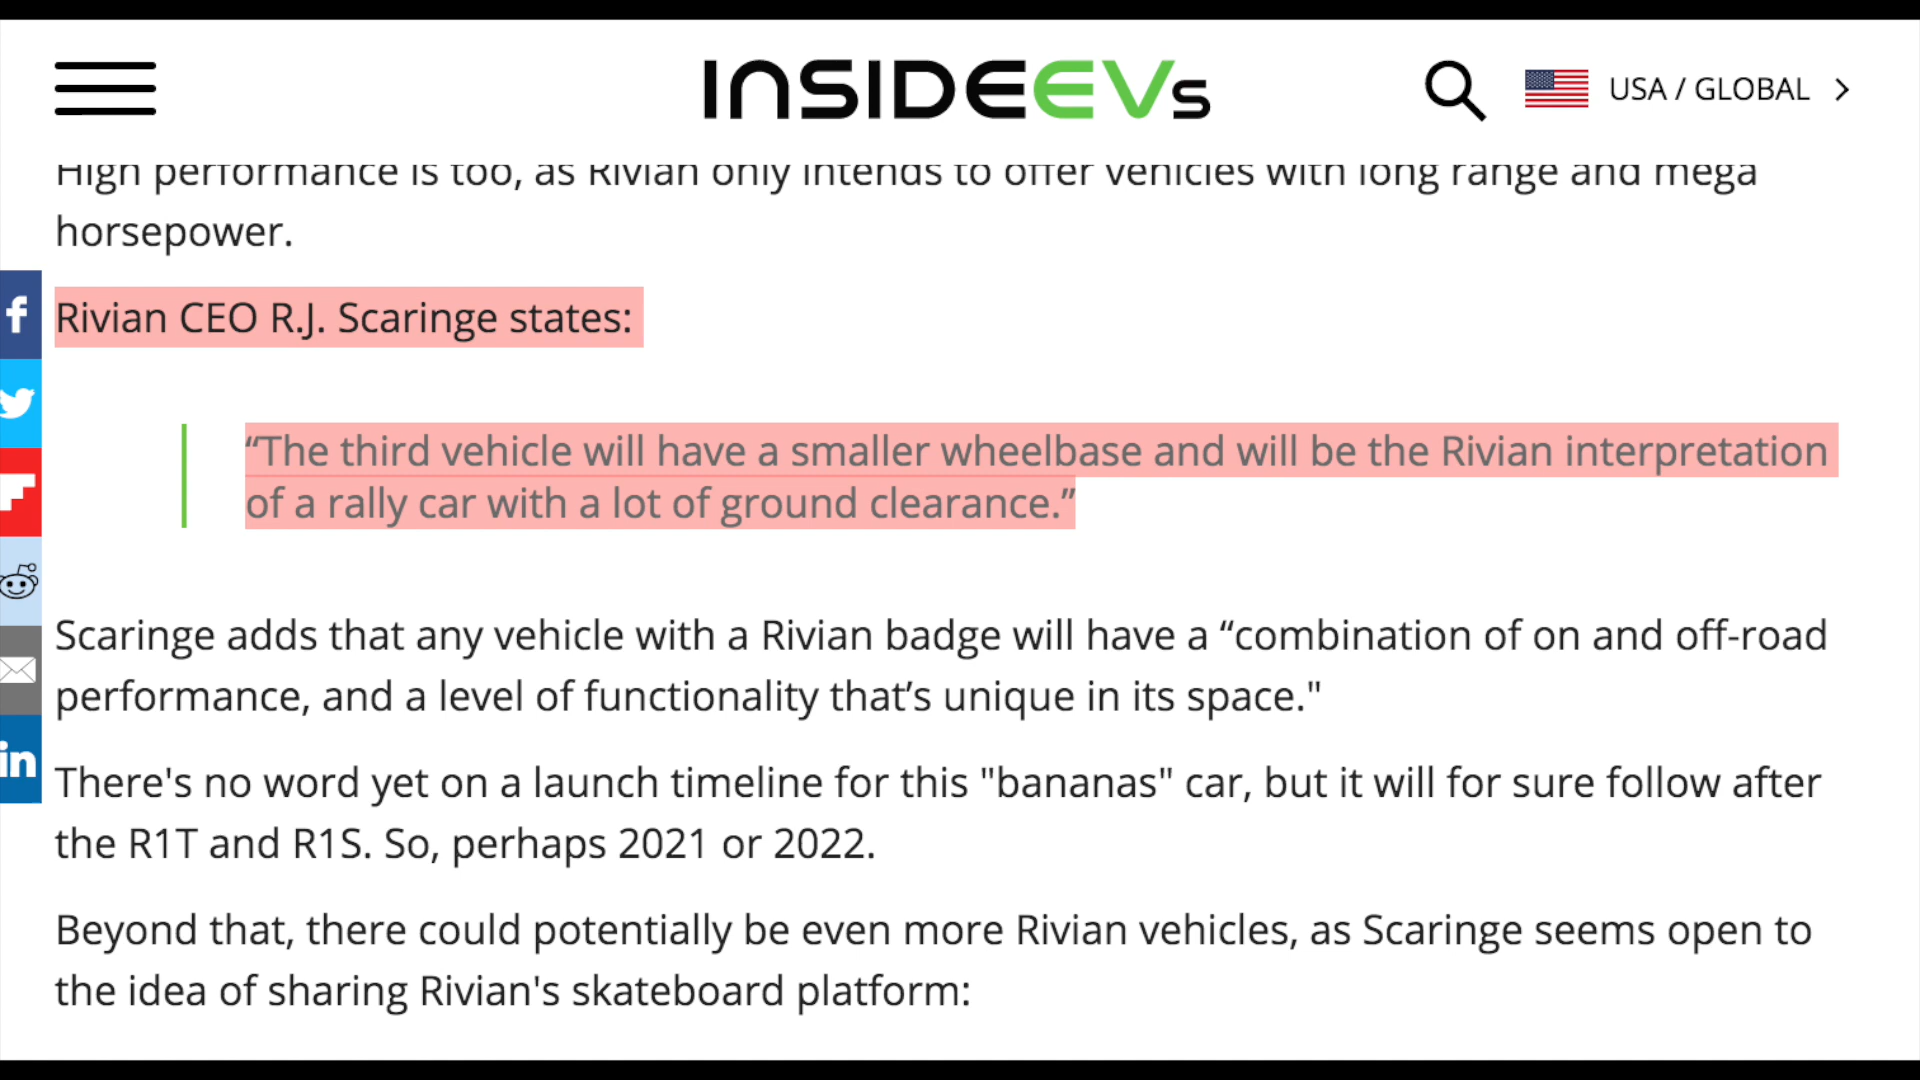 INSIDEEVs
USA / GLOBAL
High performance is too, as Rivian only intends to offer vehicles with long range and mega
horsepower.
Rivian CEO R.J. Scaringe states:
“The third vehicle will have a smaller wheelbase and will be the Rivian interpretation
of a rally car with a lot of ground clearance.”
Scaringe adds that any vehicle with a Rivian badge will have a “combination of on and off-road
performance, and a level of functionality that’s unique in its space."
There's no word yet on a launch timeline for this "bananas" car, but it will for sure follow after
the R1T and R1S. So, perhaps 2021 or 2022.
Beyond that, there could potentially be even more Rivian vehicles, as Scaringe seems open to
the idea of sharing Rivian's skateboard platform:
f
in